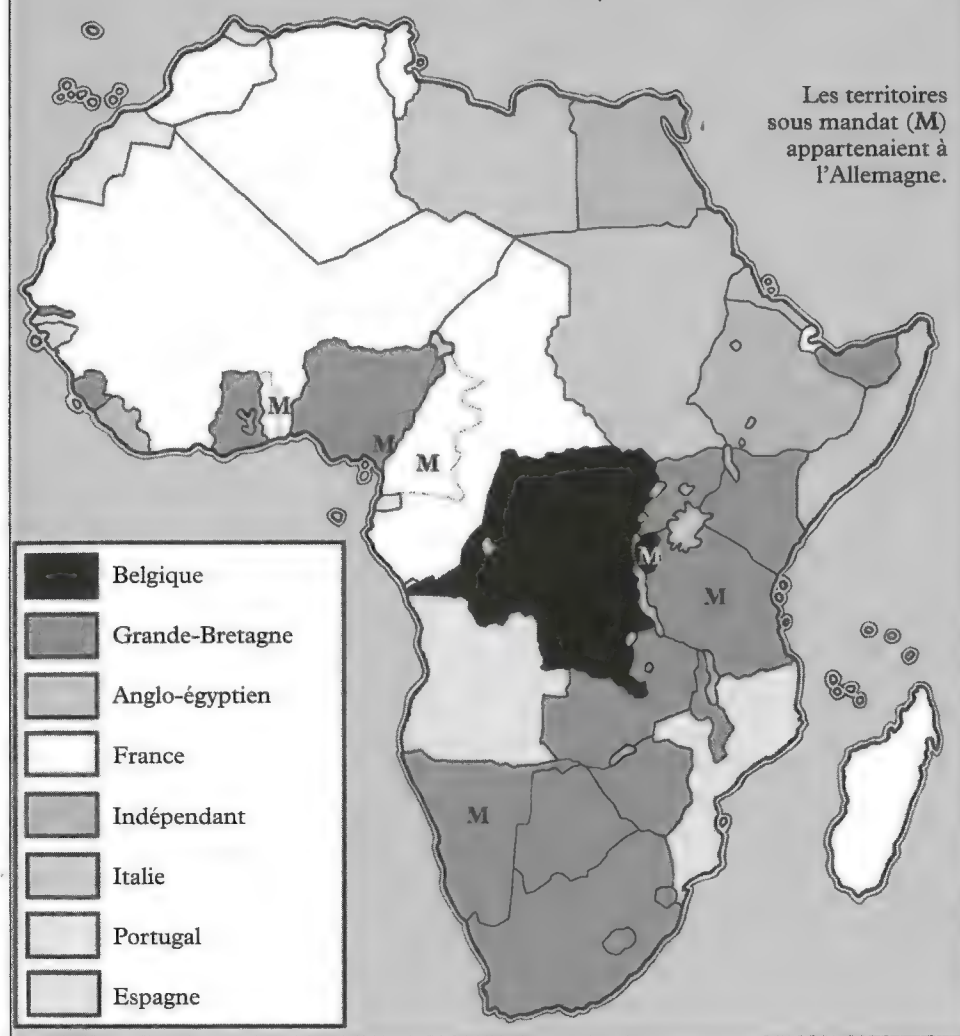 Les territoires
sous mandat (M)
appartenaient à
l'Allemagne.
M
M
M
M
M
M
Belgique
Grande-Bretagne
Anglo-égyptien
France
Indépendant
Italie
Portugal
Espagne